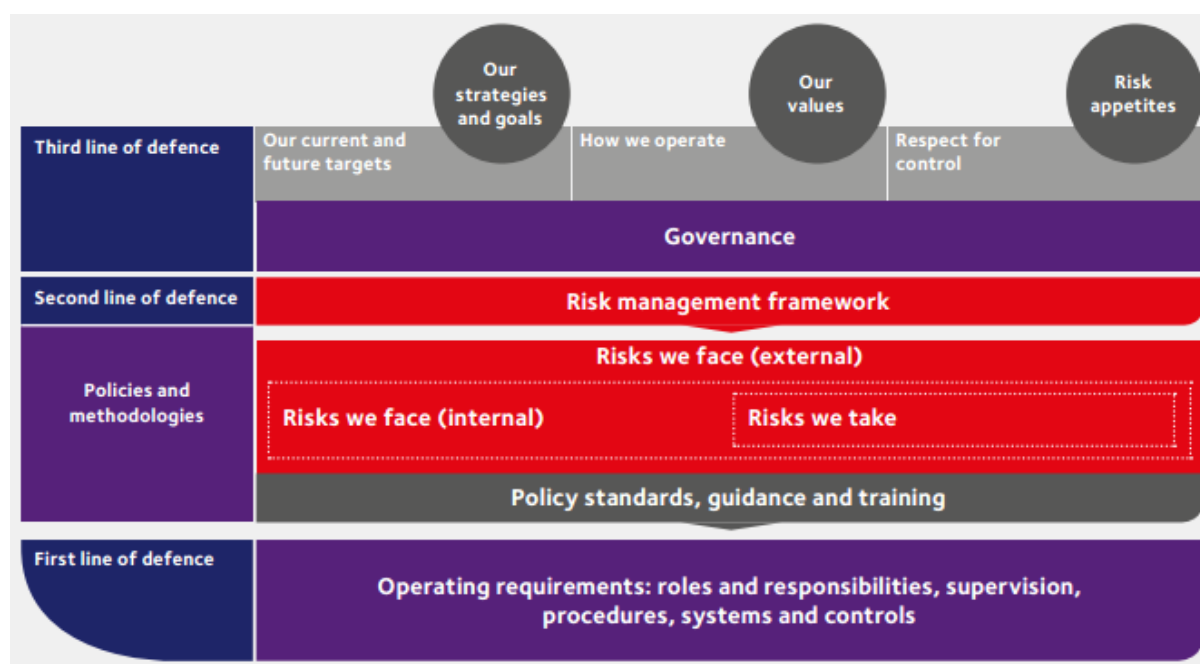 Our
strategies
and goals
Our
values
Risk
appetites
Third line of defence
Our current and
future targets
How we operate
Respect for
control
Governance
Second line of defence
Risk management framework
Policies and
methodologies
Risks we face (external)
Risks we face (internal)
Risks we take
Policy standards, guidance and training
First line of defence
Operating requirements: roles and responsibilities, supervision,
procedures, systems and controls